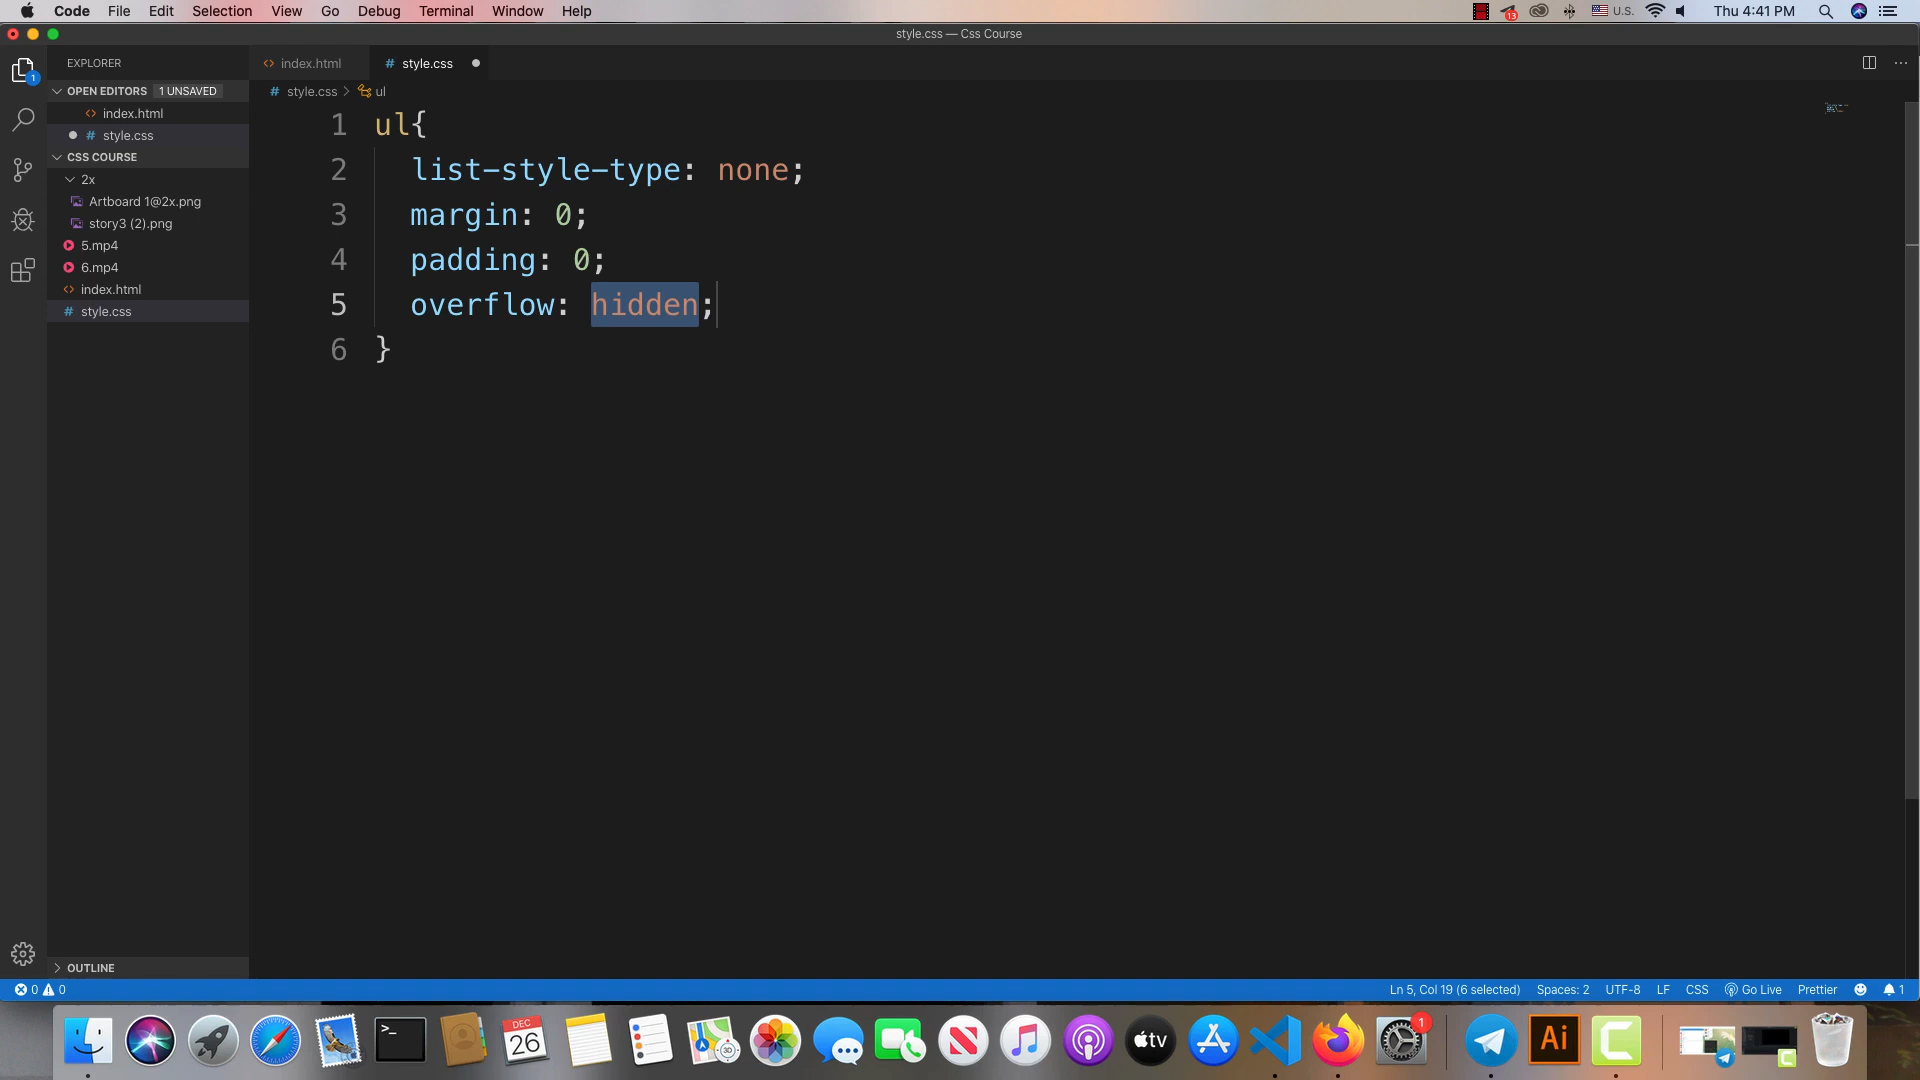 Code File Edit Selection View Go Debug Terminal Window Help 13 U.S. Thu 4:41 PM
style.css — Css Course
EXPLORER
index.html
style.css
OPEN EDITORS 1 UNSAVED
style.css ul
index.html
style.css
CSS COURSE
2x
Artboard 1@2x.png
story3 (2).png
5.mp4
6.mp4
index.html
style.css
1 ul{
2 list-style-type: none;
3 margin: 0;
4 padding: 0;
5 overflow: hidden;
6 }
OUTLINE
0 0 Ln 5, Col 19 (6 selected) Spaces: 2 UTF-8 LF CSS Go Live Prettier 1
DEC
26
3D
tv
1
Ai